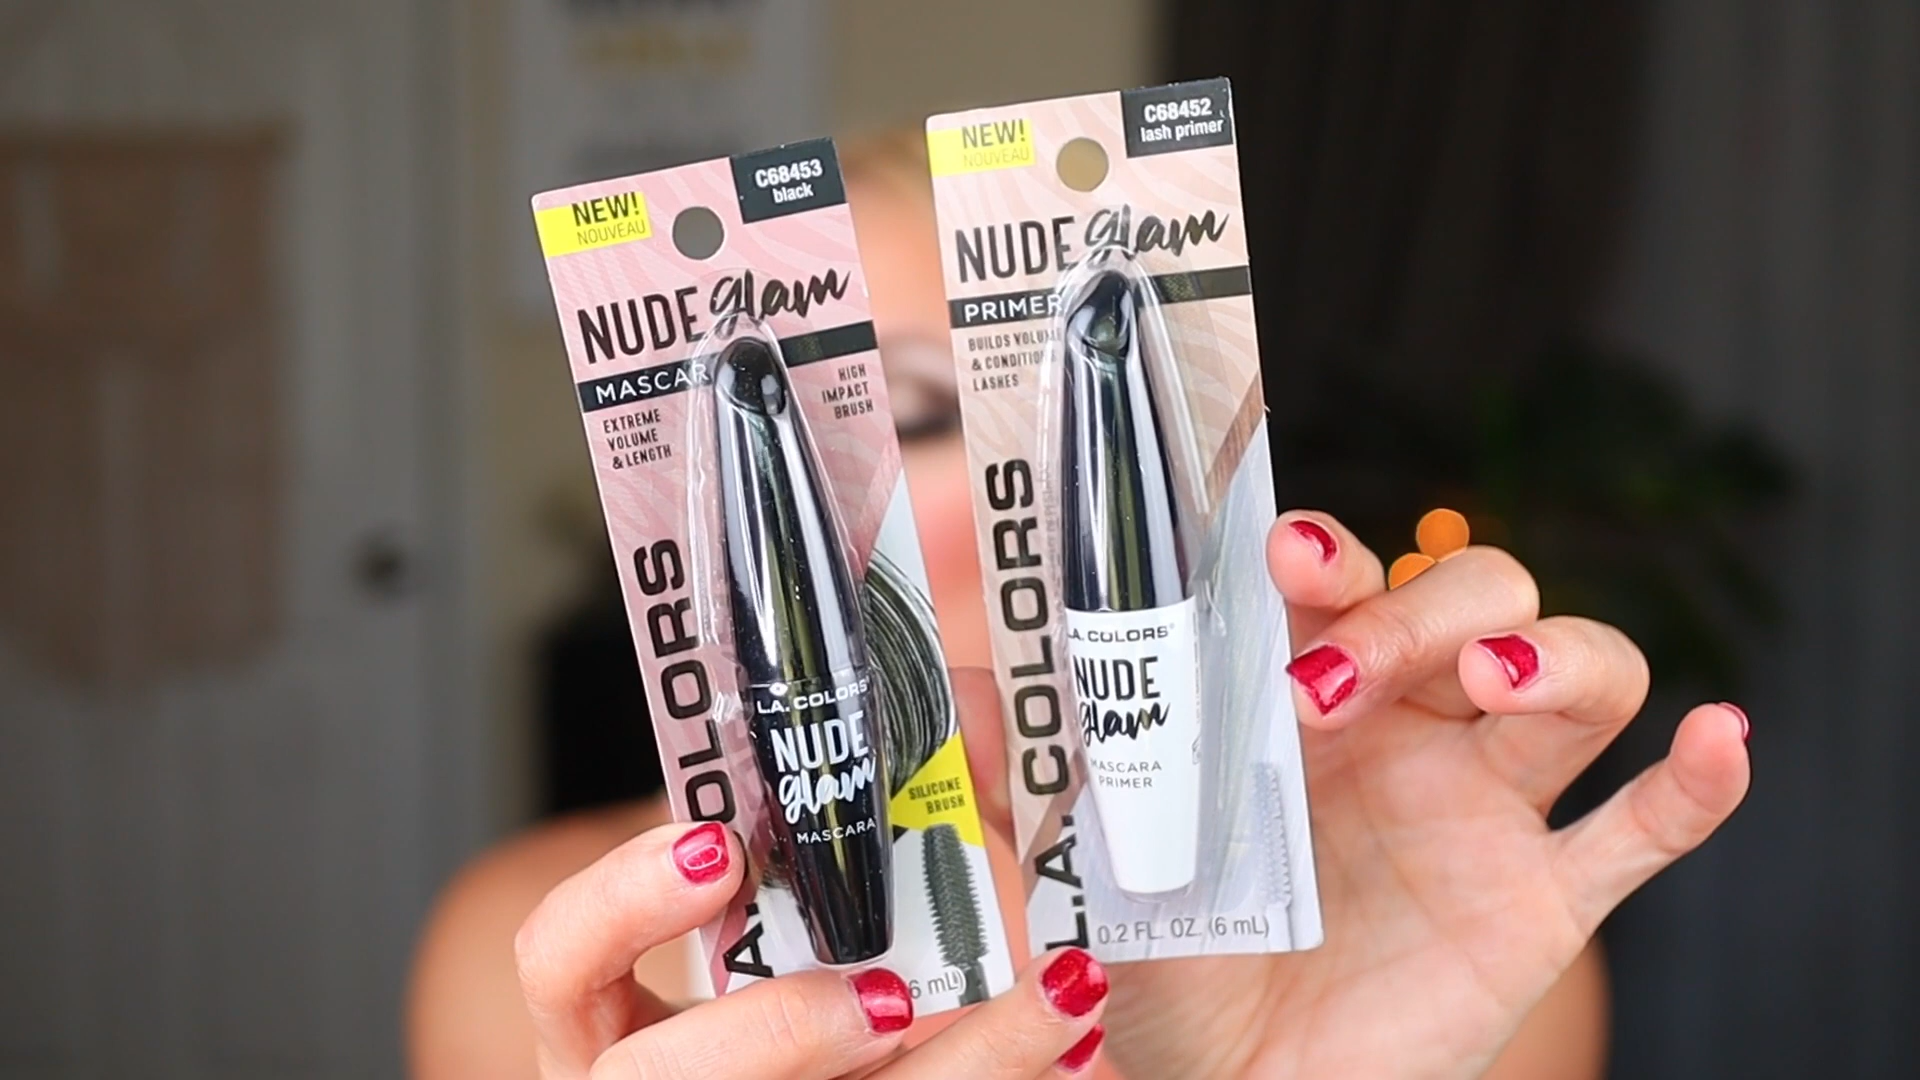 C68453
black
NEW!
NOUVEAU
NUDE glam
MASCAR
EXTREME
VOLUME
& LENGTH
HIGH
IMPACT
BRUSH
OLORS
A.
L.A. COLORS
NUDE
glam
MASCARA
SILICONE
BRUSH
6 mL)
C68452
lash primer
NEW!
NOUVEAU
NUDE glam
PRIMER
BUILDS VOLUME
& CONDITIONS
LASHES
L.A. COLORS
.A. COLORS®
NUDE
glam
MASCARA
PRIMER
0.2 FL. OZ. (6 mL)